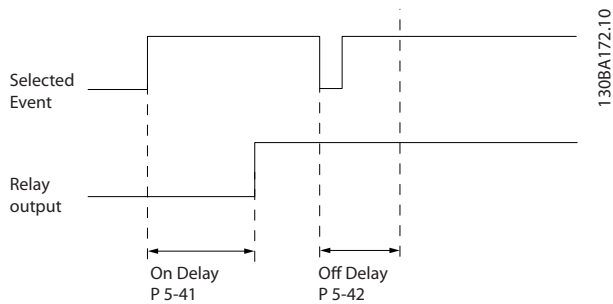 130BA172.10
Selected
Event
Relay
output
On Delay
P 5-41
Off Delay
P 5-42